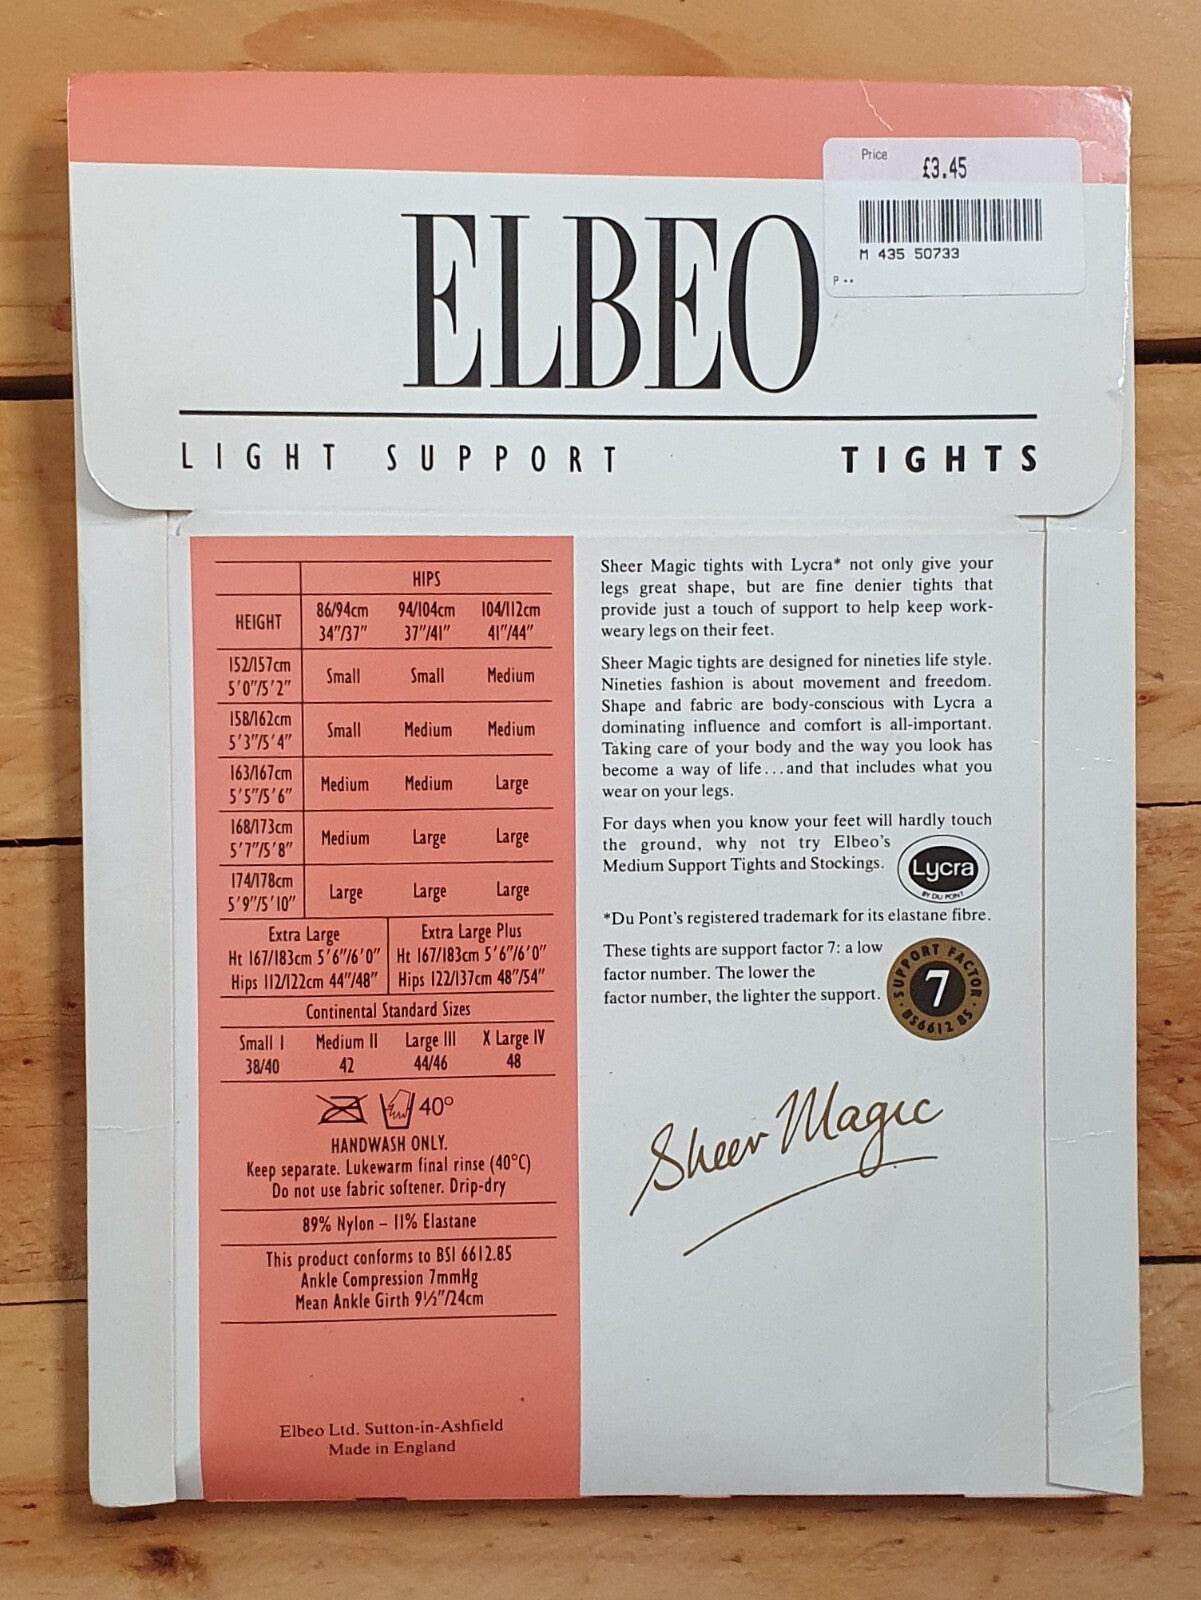 Price
£3.45
M 435 50733
P
ELBEO
LIGHT SUPPORT TIGHTS
HIPS
HEIGHT 86/94cm 94/104cm 104/112cm
34"/37" 37"/41" 41"/44"
152/157cm
5'0"/5'2" Small Small Medium
158/162cm
5'3"/5'4" Small Medium Medium
163/167cm
5'5"/5'6" Medium Medium Large
168/173cm
5'7"/5'8" Medium Large Large
174/178cm
5'9"/5'10" Large Large Large
Extra Large
Ht 167/183cm 5'6"/6'0"
Hips 112/122cm 44"/48"
Extra Large Plus
Ht 167/183cm 5'6"/6'0"
Hips 122/137cm 48"/54"
Continental Standard Sizes
Small I Medium II Large III X Large IV
38/40 42 44/46 48
40°
HANDWASH ONLY.
Keep separate. Lukewarm final rinse (40°C)
Do not use fabric softener. Drip-dry
89% Nylon – 11% Elastane
This product conforms to BSI 6612.85
Ankle Compression 7mmHg
Mean Ankle Girth 9½"/24cm
Elbeo Ltd. Sutton-in-Ashfield
Made in England
Sheer Magic tights with Lycra* not only give your
legs great shape, but are fine denier tights that
provide just a touch of support to help keep work-
weary legs on their feet.
Sheer Magic tights are designed for nineties life style.
Nineties fashion is about movement and freedom.
Shape and fabric are body-conscious with Lycra a
dominating influence and comfort is all-important.
Taking care of your body and the way you look has
become a way of life...and that includes what you
wear on your legs.
For days when you know your feet will hardly touch
the ground, why not try Elbeo's
Medium Support Tights and Stockings.
Lycra
BY DU PONT
*Du Pont's registered trademark for its elastane fibre.
These tights are support factor 7: a low
factor number. The lower the
factor number, the lighter the support.
SUPPORT FACTOR
7
BS6612 85
Sheer Magic